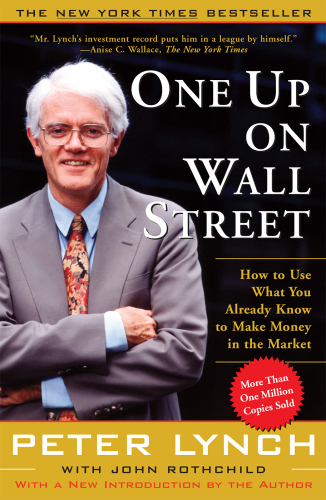 THE NEW YORK TIMES BESTSELLER
"Mr. Lynch's investment record puts him in a league by himself."
—Anise C. Wallace, The New York Times
ONE UP
ON
WALL
STREET
How to Use
What You
Already Know
to Make Money
in the Market
More Than
One Million
Copies Sold
PETER LYNCH
WITH JOHN ROTHCHILD
WITH A NEW INTRODUCTION BY THE AUTHOR